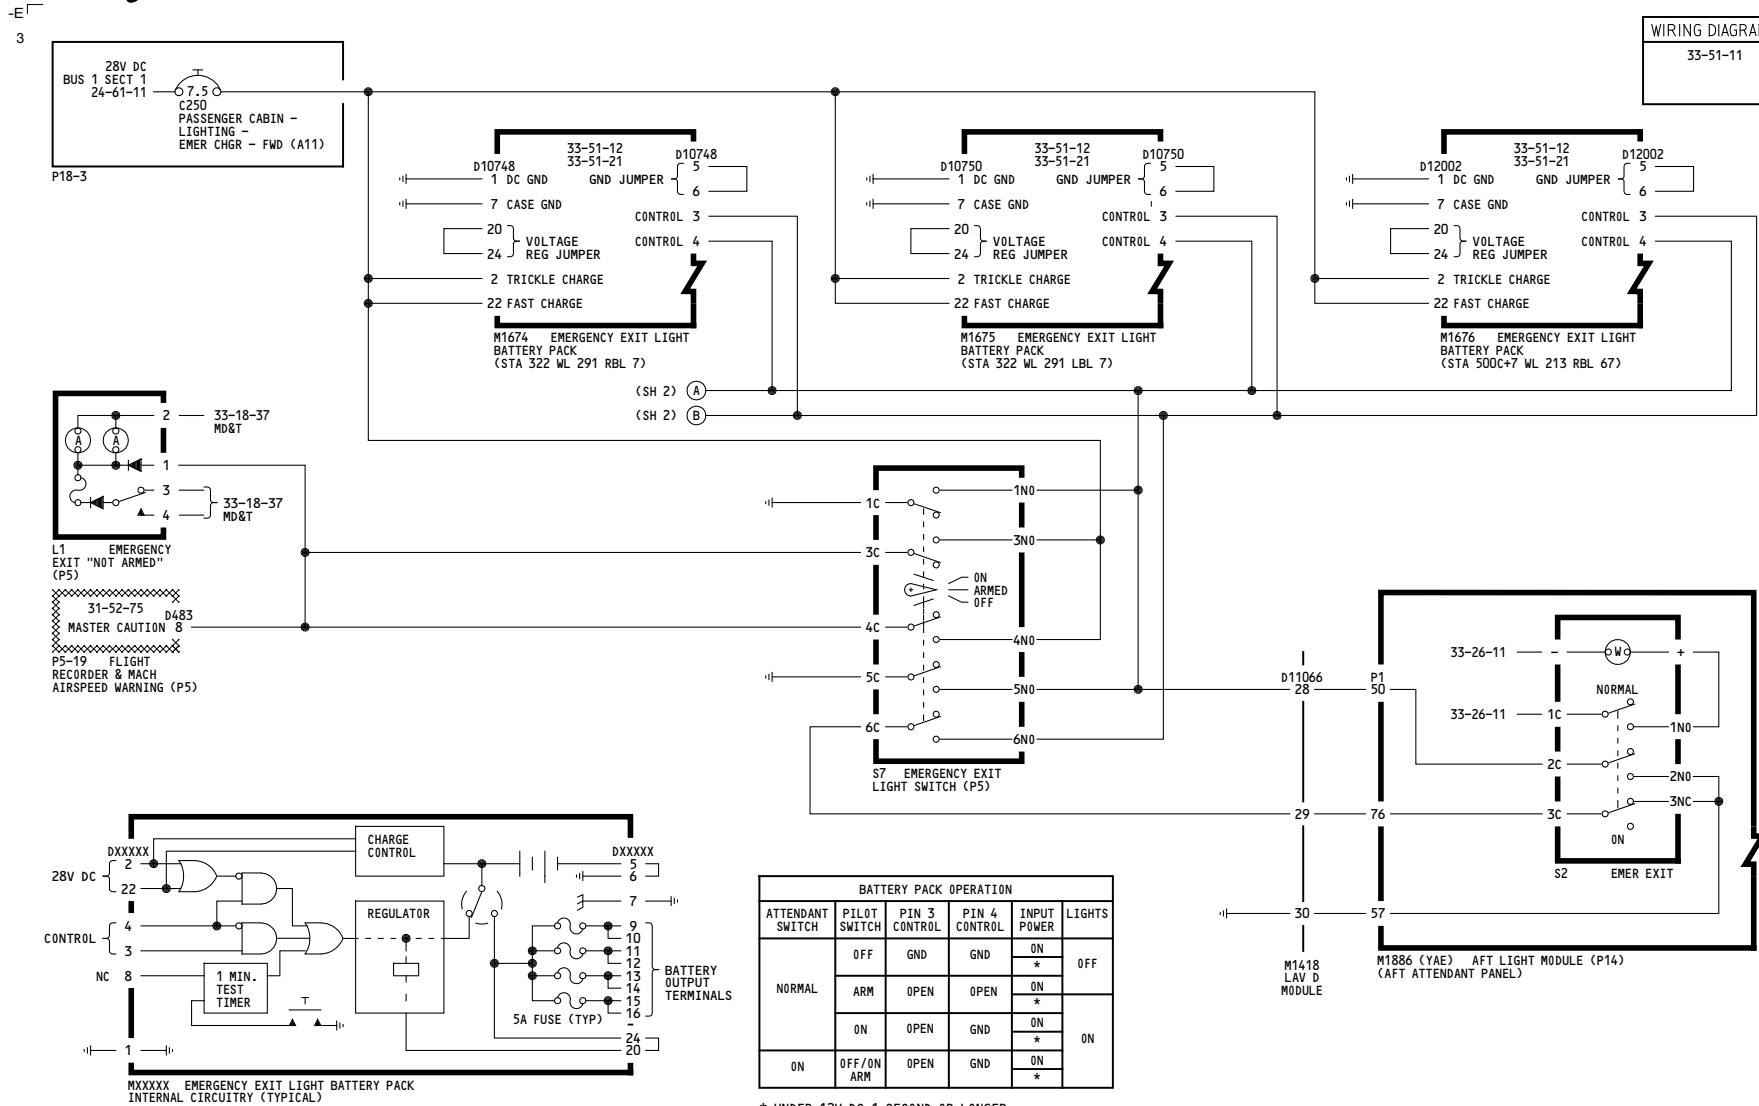 -E
3
WIRING DIAGRA
33-51-11
28V DC
BUS 1 SECT 1
24-61-11
7.5
C250
PASSENGER CABIN -
LIGHTING -
EMER CHGR - FWD (A11)
P18-3
33-51-12
33-51-21
D10748
D10748
1 DC GND
GND JUMPER
5
6
7 CASE GND
CONTROL 3
20
24
VOLTAGE
REG JUMPER
CONTROL 4
2 TRICKLE CHARGE
22 FAST CHARGE
M1674 EMERGENCY EXIT LIGHT
BATTERY PACK
(STA 322 WL 291 RBL 7)
33-51-12
33-51-21
D10750
D10750
1 DC GND
GND JUMPER
5
6
7 CASE GND
CONTROL 3
20
24
VOLTAGE
REG JUMPER
CONTROL 4
2 TRICKLE CHARGE
22 FAST CHARGE
M1675 EMERGENCY EXIT LIGHT
BATTERY PACK
(STA 322 WL 291 LBL 7)
33-51-12
33-51-21
D12002
D12002
1 DC GND
GND JUMPER
5
6
7 CASE GND
CONTROL 3
20
24
VOLTAGE
REG JUMPER
CONTROL 4
2 TRICKLE CHARGE
22 FAST CHARGE
M1676 EMERGENCY EXIT LIGHT
BATTERY PACK
(STA 500C+7 WL 213 RBL 67)
(SH 2) A
(SH 2) B
A A
2
33-18-37
MD&T
1
3
4
33-18-37
MD&T
L1 EMERGENCY
EXIT "NOT ARMED"
(P5)
31-52-75
D483
MASTER CAUTION 8
P5-19 FLIGHT
RECORDER & MACH
AIRSPEED WARNING (P5)
1C
1NO
3NO
3C
ON
ARMED
OFF
4C
4NO
5C
5NO
6C
6NO
S7 EMERGENCY EXIT
LIGHT SWITCH (P5)
D11066
28
P1
50
29
76
30
57
M1418
LAV D
MODULE
33-26-11
-
W
+
NORMAL
33-26-11
1C
1NO
2C
2NO
3NC
3C
ON
S2 EMER EXIT
M1886 (YAE) AFT LIGHT MODULE (P14)
(AFT ATTENDANT PANEL)
DXXXXX
2
28V DC
22
4
CONTROL
3
NC 8
1 MIN.
TEST
TIMER
1
CHARGE
CONTROL
REGULATOR
DXXXXX
5
6
7
9
10
11
12
13
14
15
16
-
24
20
BATTERY
OUTPUT
TERMINALS
5A FUSE (TYP)
MXXXXX EMERGENCY EXIT LIGHT BATTERY PACK
INTERNAL CIRCUITRY (TYPICAL)
BATTERY PACK OPERATION
ATTENDANT SWITCH PILOT SWITCH PIN 3 CONTROL PIN 4 CONTROL INPUT POWER LIGHTS
NORMAL OFF GND GND ON * OFF
ARM OPEN OPEN ON *
ON OPEN GND ON * ON
ON OFF/ON ARM OPEN GND ON *
* UNDER 12V DC 1 SECOND OR LONGER